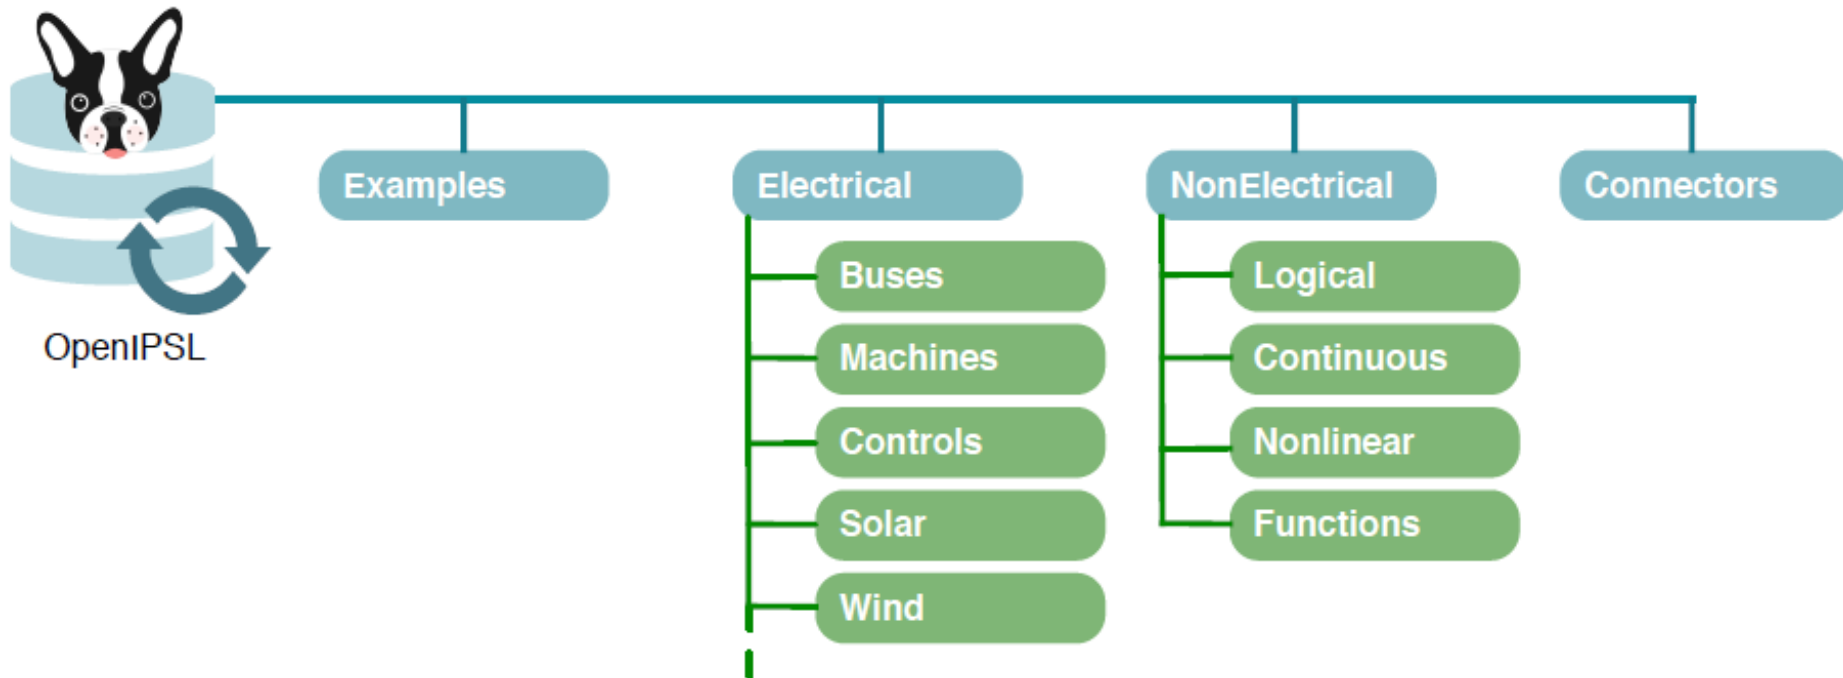 OpenIPSL
Examples
Electrical
Buses
Machines
Controls
Solar
Wind
NonElectrical
Logical
Continuous
Nonlinear
Functions
Connectors